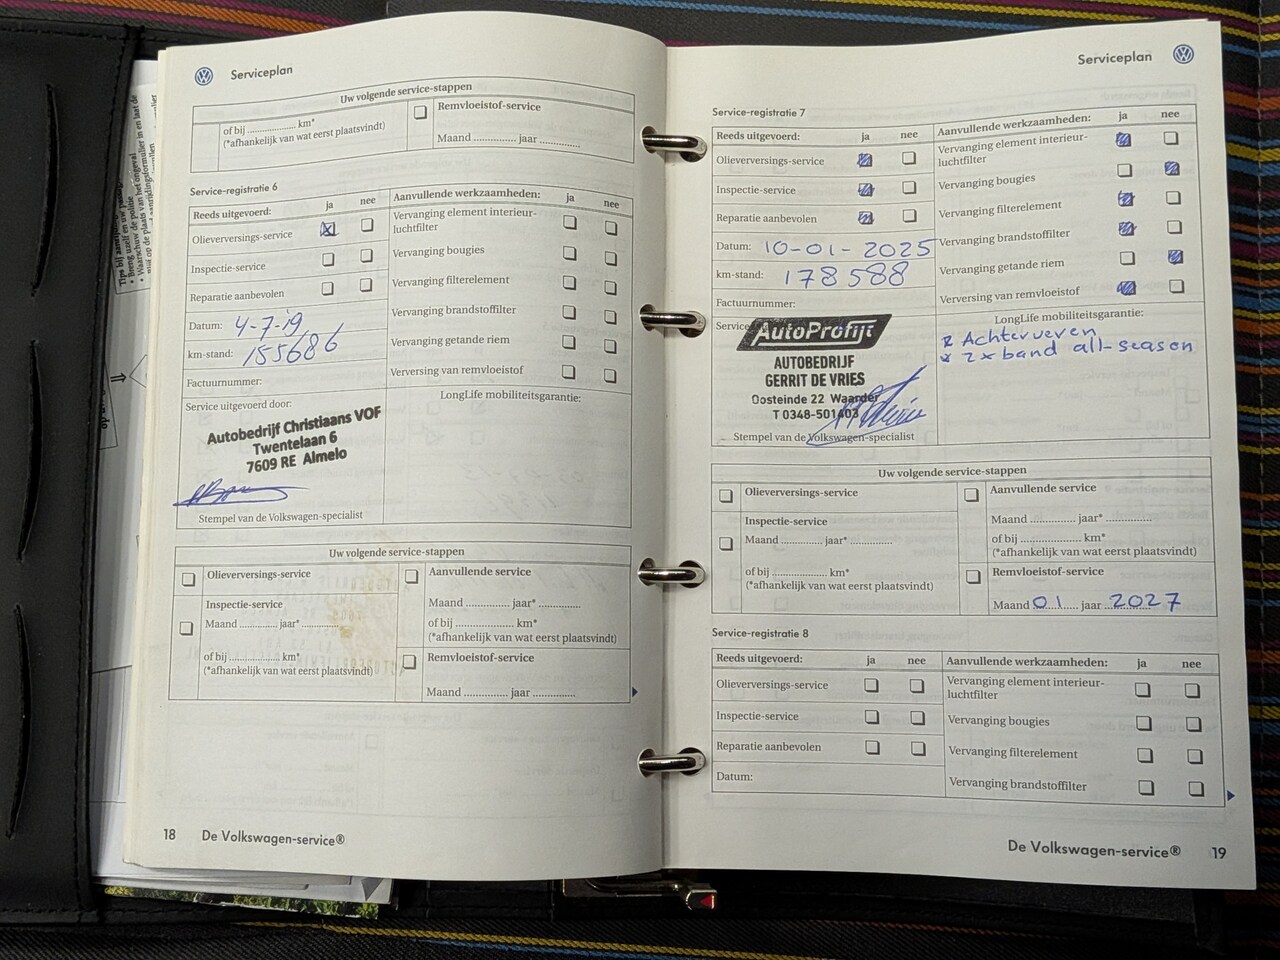 Serviceplan
Uw volgende service-stappen
of bij ..................... km*
(*afhankelijk van wat eerst plaatsvindt)
Remvloeistof-service
Maand ............. jaar .............
Service-registratie 6
Reeds uitgevoerd: ja nee
Olieverversings-service
Inspectie-service
Reparatie aanbevolen
Datum: 4-7-'19
km-stand: 155686
Factuurnummer:
Service uitgevoerd door:
Autobedrijf Christiaans VOF
Twentelaan 6
7609 RE Almelo
Stempel van de Volkswagen-specialist
Aanvullende werkzaamheden: ja nee
Vervanging element interieur-
luchtfilter
Vervanging bougies
Vervanging filterelement
Vervanging brandstoffilter
Vervanging getande riem
Verversing van remvloeistof
LongLife mobiliteitsgarantie:
Uw volgende service-stappen
Olieverversings-service
Inspectie-service
Maand ............. jaar* .............
of bij ..................... km*
(*afhankelijk van wat eerst plaatsvindt)
Aanvullende service
Maand ............. jaar* .............
of bij ..................... km*
(*afhankelijk van wat eerst plaatsvindt)
Remvloeistof-service
Maand ............. jaar .............
18 De Volkswagen-service®
Serviceplan
Service-registratie 7
Reeds uitgevoerd: ja nee
Olieverversings-service
Inspectie-service
Reparatie aanbevolen
Datum: 10-01-2025
km-stand: 178588
Factuurnummer:
AutoProfijt
AUTOBEDRIJF
GERRIT DE VRIES
Oosteinde 22 Waarder
T 0348-501403
Stempel van de Volkswagen-specialist
Aanvullende werkzaamheden: ja nee
Vervanging element interieur-
luchtfilter
Vervanging bougies
Vervanging filterelement
Vervanging brandstoffilter
Vervanging getande riem
Verversing van remvloeistof
LongLife mobiliteitsgarantie:
* Achterveren
* 2x band all-season
Uw volgende service-stappen
Olieverversings-service
Inspectie-service
Maand ............. jaar* .............
of bij ..................... km*
(*afhankelijk van wat eerst plaatsvindt)
Aanvullende service
Maand ............. jaar* .............
of bij ..................... km*
(*afhankelijk van wat eerst plaatsvindt)
Remvloeistof-service
Maand 01 jaar 2027
Service-registratie 8
Reeds uitgevoerd: ja nee
Olieverversings-service
Inspectie-service
Reparatie aanbevolen
Datum:
Aanvullende werkzaamheden: ja nee
Vervanging element interieur-
luchtfilter
Vervanging bougies
Vervanging filterelement
Vervanging brandstoffilter
De Volkswagen-service® 19